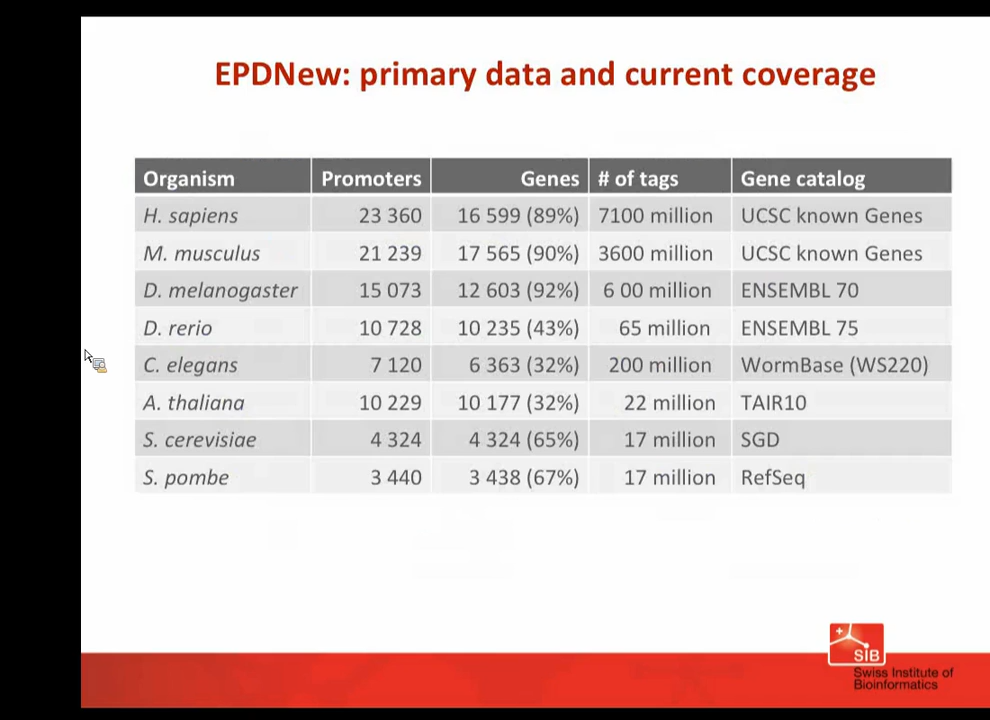 EPDNew: primary data and current coverage
Organism Promoters Genes # of tags Gene catalog
H. sapiens 23 360 16 599 (89%) 7100 million UCSC known Genes
M. musculus 21 239 17 565 (90%) 3600 million UCSC known Genes
D. melanogaster 15 073 12 603 (92%) 6 00 million ENSEMBL 70
D. rerio 10 728 10 235 (43%) 65 million ENSEMBL 75
C. elegans 7 120 6 363 (32%) 200 million WormBase (WS220)
A. thaliana 10 229 10 177 (32%) 22 million TAIR10
S. cerevisiae 4 324 4 324 (65%) 17 million SGD
S. pombe 3 440 3 438 (67%) 17 million RefSeq
SIB
Swiss Institute of
Bioinformatics